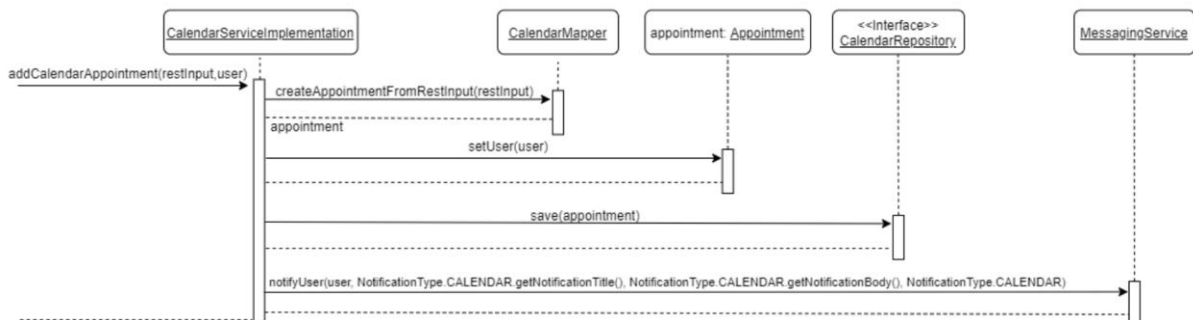 CalendarServiceImplementation
CalendarMapper
appointment: Appointment
<<Interface>>
CalendarRepository
MessagingService
addCalendarAppointment(restInput,user)
createAppointmentFromRestInput(restInput)
appointment
setUser(user)
save(appointment)
notifyUser(user, NotificationType.CALENDAR.getNotificationTitle(), NotificationType.CALENDAR.getNotificationBody(), NotificationType.CALENDAR)